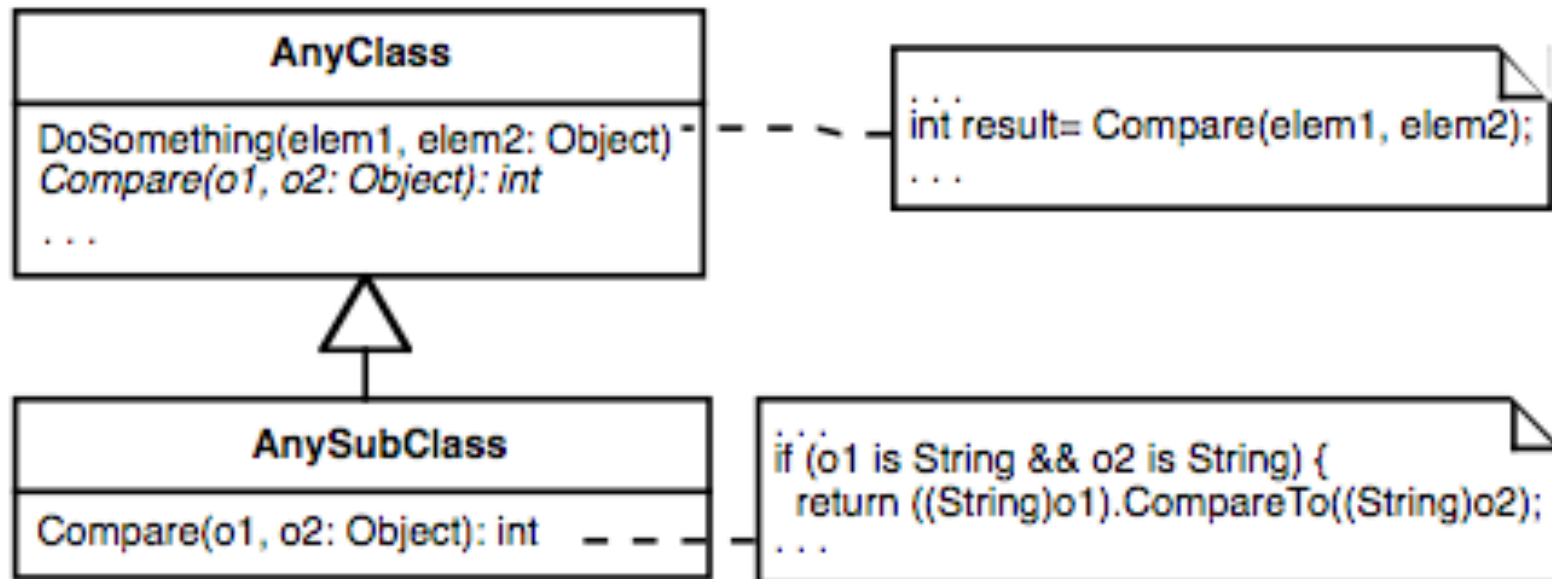 AnyClass
DoSomething(elem1, elem2: Object)
Compare(o1, o2: Object): int
. . .
. . .
int result= Compare(elem1, elem2);
. . .
AnySubClass
Compare(o1, o2: Object): int
. . .
if (o1 is String && o2 is String) {
return ((String)o1).CompareTo((String)o2);
. . .